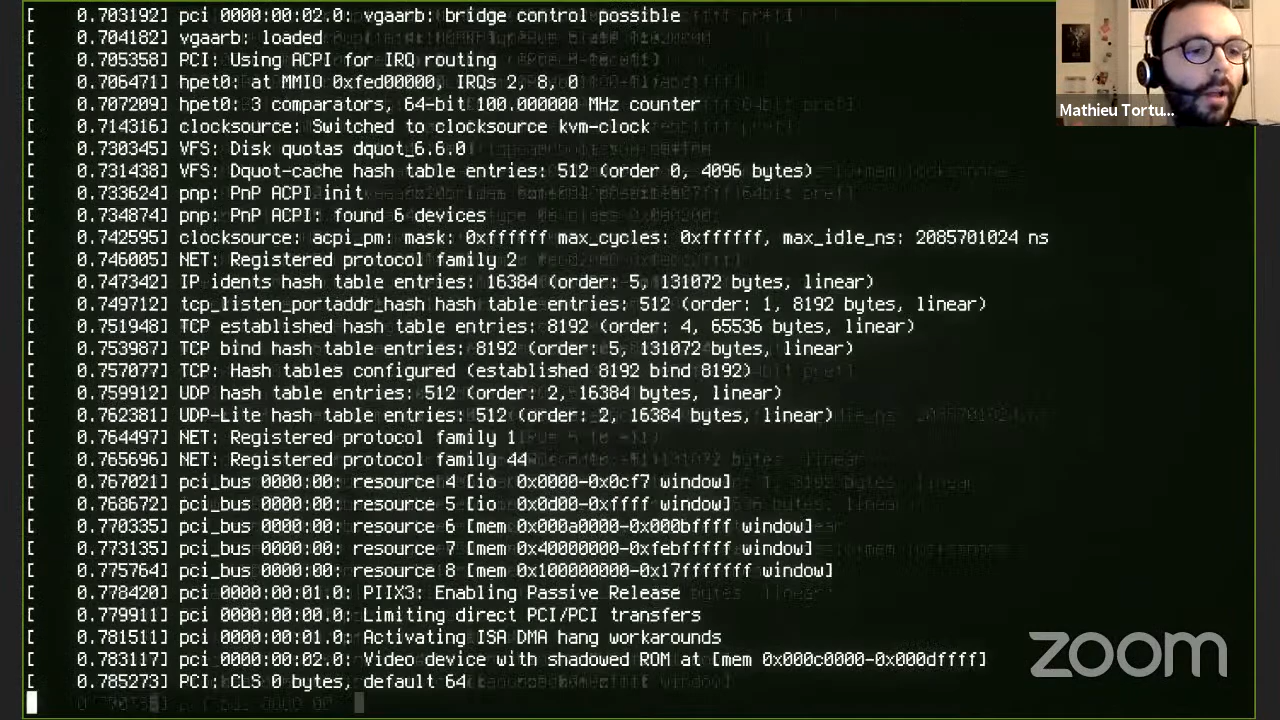 [    0.703192] pci 0000:00:02.0: vgaarb: bridge control possible
[    0.704182] vgaarb: loaded
[    0.705358] PCI: Using ACPI for IRQ routing
[    0.706471] hpet0: at MMIO 0xfed00000, IRQs 2, 8, 0
[    0.707209] hpet0: 3 comparators, 64-bit 100.000000 MHz counter
[    0.714316] clocksource: Switched to clocksource kvm-clock
[    0.730345] VFS: Disk quotas dquot_6.6.0
[    0.731438] VFS: Dquot-cache hash table entries: 512 (order 0, 4096 bytes)
[    0.733624] pnp: PnP ACPI init
[    0.734874] pnp: PnP ACPI: found 6 devices
[    0.742595] clocksource: acpi_pm: mask: 0xffffff max_cycles: 0xffffff, max_idle_ns: 2085701024 ns
[    0.746005] NET: Registered protocol family 2
[    0.747342] IP idents hash table entries: 16384 (order: 5, 131072 bytes, linear)
[    0.749712] tcp_listen_portaddr_hash hash table entries: 512 (order: 1, 8192 bytes, linear)
[    0.751948] TCP established hash table entries: 8192 (order: 4, 65536 bytes, linear)
[    0.753987] TCP bind hash table entries: 8192 (order: 5, 131072 bytes, linear)
[    0.757077] TCP: Hash tables configured (established 8192 bind 8192)
[    0.759912] UDP hash table entries: 512 (order: 2, 16384 bytes, linear)
[    0.762381] UDP-Lite hash table entries: 512 (order: 2, 16384 bytes, linear)
[    0.764497] NET: Registered protocol family 1
[    0.765696] NET: Registered protocol family 44
[    0.767021] pci_bus 0000:00: resource 4 [io 0x0000-0x0cf7 window]
[    0.768672] pci_bus 0000:00: resource 5 [io 0x0d00-0xffff window]
[    0.770335] pci_bus 0000:00: resource 6 [mem 0x000a0000-0x000bffff window]
[    0.773135] pci_bus 0000:00: resource 7 [mem 0x40000000-0xfebfffff window]
[    0.775764] pci_bus 0000:00: resource 8 [mem 0x100000000-0x17fffffff window]
[    0.778420] pci 0000:00:01.0: PIIX3: Enabling Passive Release
[    0.779911] pci 0000:00:00.0: Limiting direct PCI/PCI transfers
[    0.781511] pci 0000:00:01.0: Activating ISA DMA hang workarounds
[    0.783117] pci 0000:00:02.0: Video device with shadowed ROM at [mem 0x000c0000-0x000dffff]
[    0.785273] PCI: CLS 0 bytes, default 64
Mathieu Tortu...
zoom